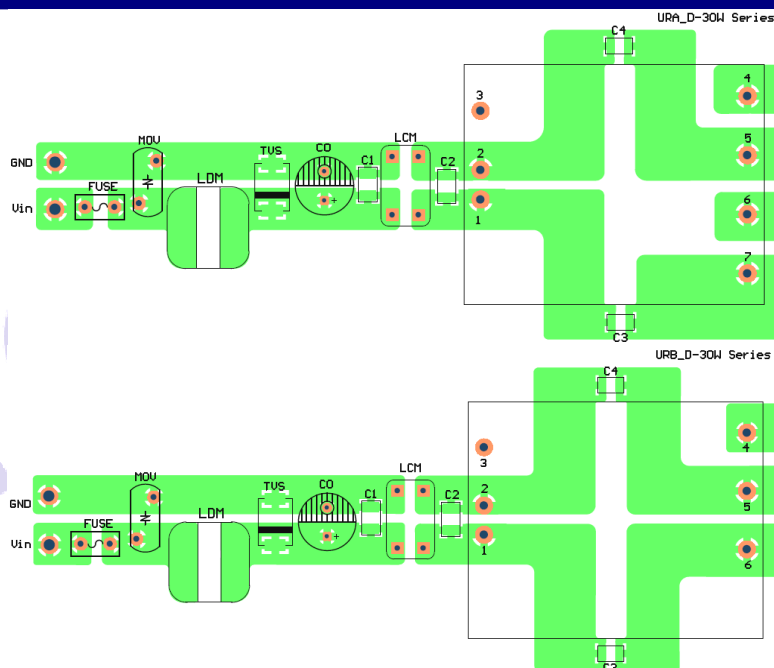 URA_D-30W Series
C4
4
3
MOV
TVS
CO
LCM
C1
C2
5
GND
2
FUSE
LDM
Vin
+
1
6
7
C3
URB_D-30W Series
C4
4
3
LCM
MOV
TVS
CO
C1
C2
2
GND
5
FUSE
LDM
Vin
+
1
6
C3